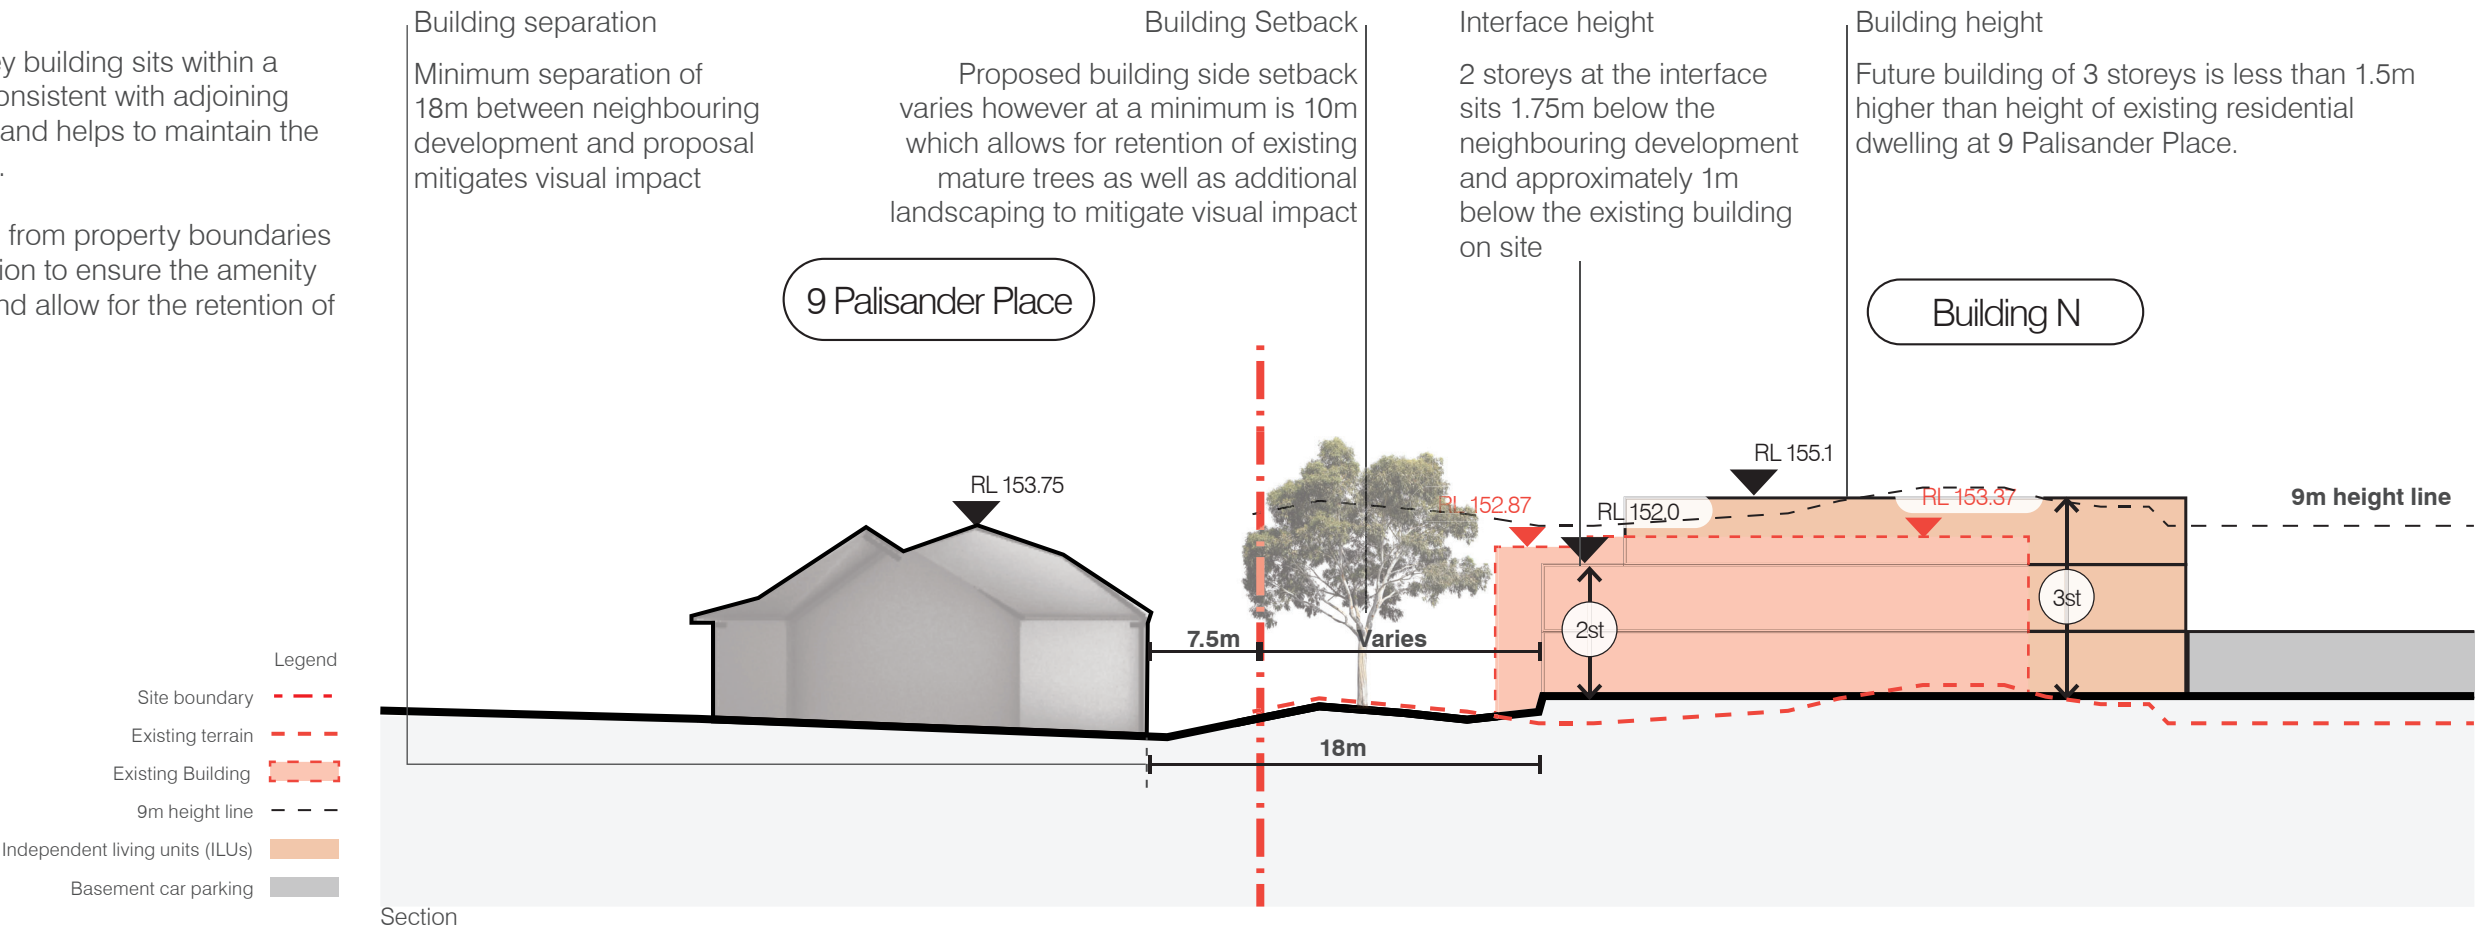 y building sits within a
onsistent with adjoining
and helps to maintain the
.
from property boundaries
ion to ensure the amenity
nd allow for the retention of
Building separation
Minimum separation of
18m between neighbouring
development and proposal
mitigates visual impact
Building Setback
Proposed building side setback
varies however at a minimum is 10m
which allows for retention of existing
mature trees as well as additional
landscaping to mitigate visual impact
Interface height
2 storeys at the interface
sits 1.75m below the
neighbouring development
and approximately 1m
below the existing building
on site
Building height
Future building of 3 storeys is less than 1.5m
higher than height of existing residential
dwelling at 9 Palisander Place.
9 Palisander Place
Building N
RL 153.75
RL 152.87
RL 152.0
RL 155.1
RL 153.37
9m height line
7.5m
Varies
2st
3st
18m
Legend
Site boundary
Existing terrain
Existing Building
9m height line
Independent living units (ILUs)
Basement car parking
Section